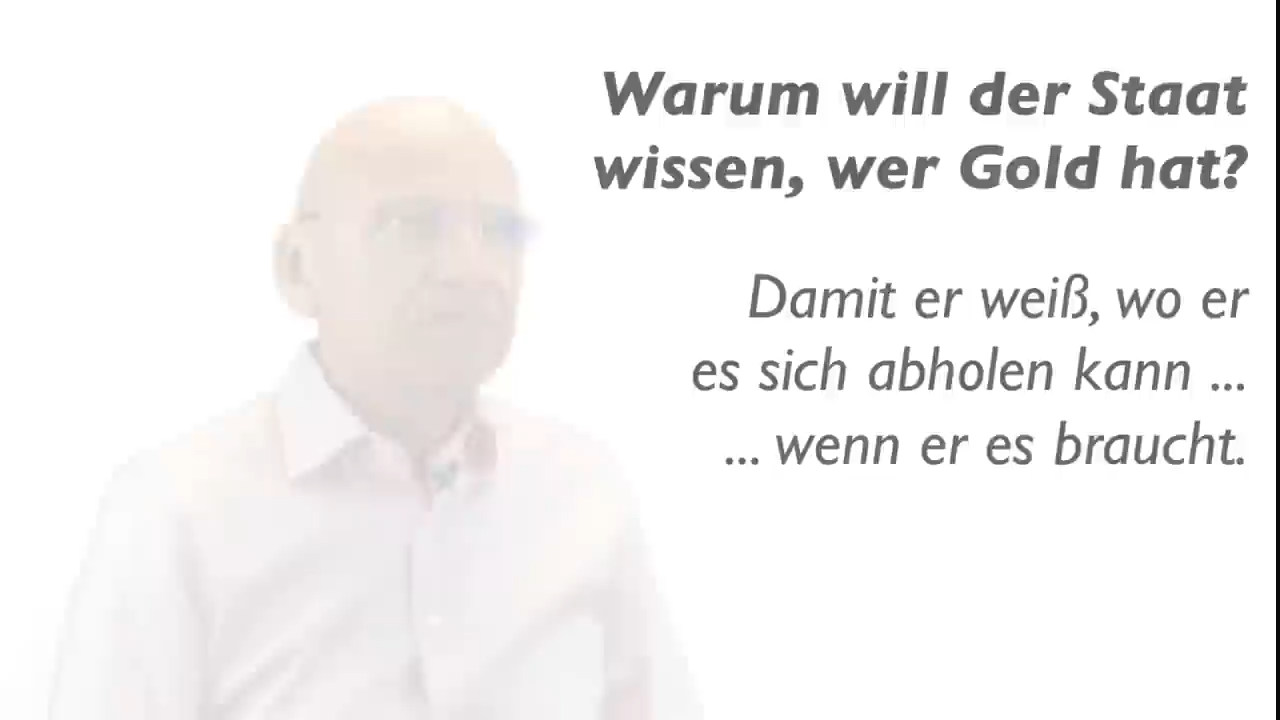 Warum will der Staat
wissen, wer Gold hat?
Damit er weiß, wo er
es sich abholen kann ...
... wenn er es braucht.